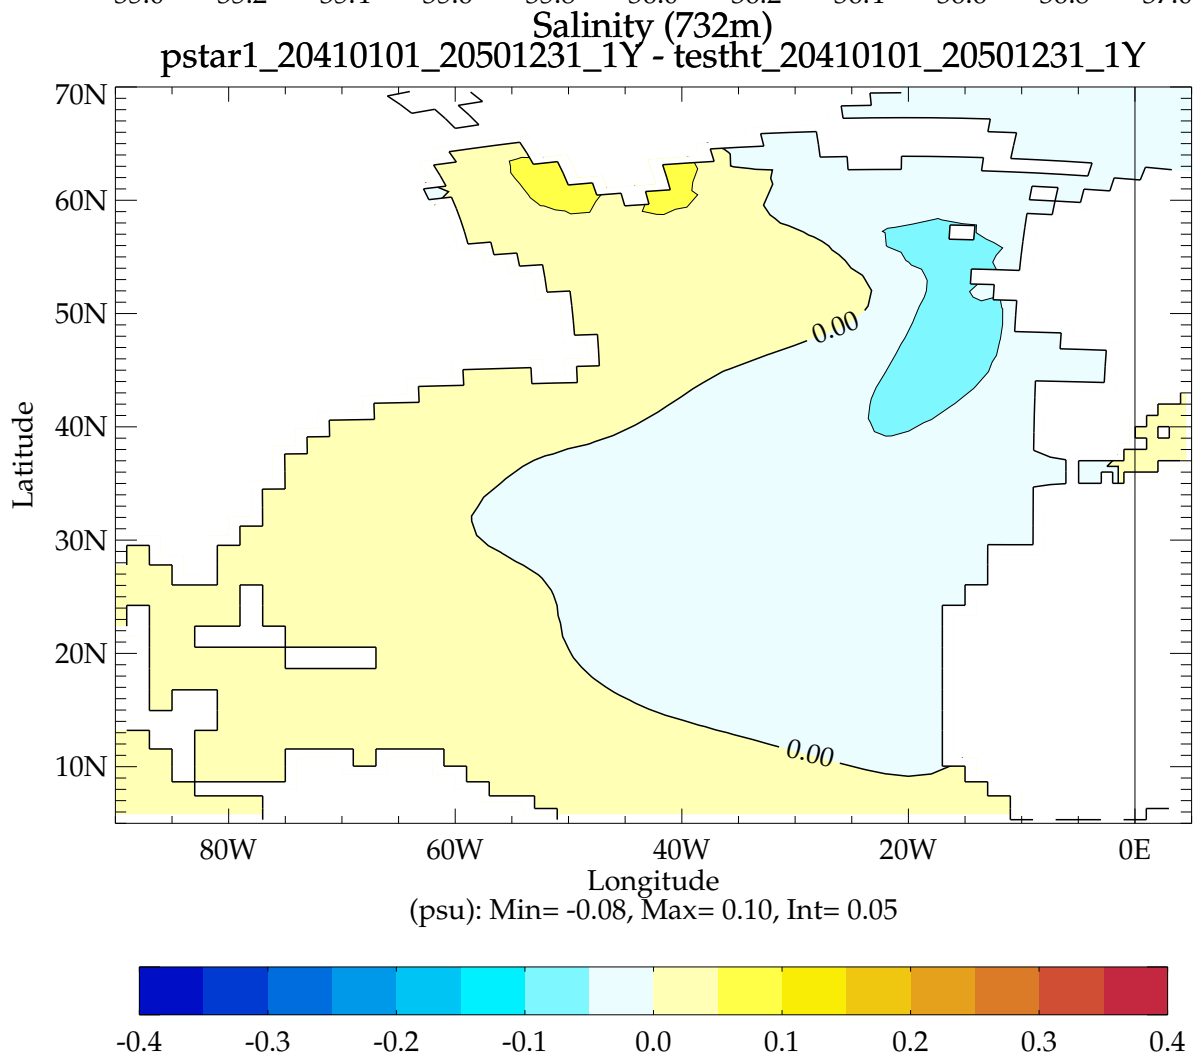 Salinity (732m)
pstar1_20410101_20501231_1Y - testht_20410101_20501231_1Y
70N
60N
50N
40N
30N
20N
10N
Latitude
0.00
0.00
80W 60W 40W 20W 0E
Longitude
(psu): Min= -0.08, Max= 0.10, Int= 0.05
-0.4 -0.3 -0.2 -0.1 0.0 0.1 0.2 0.3 0.4